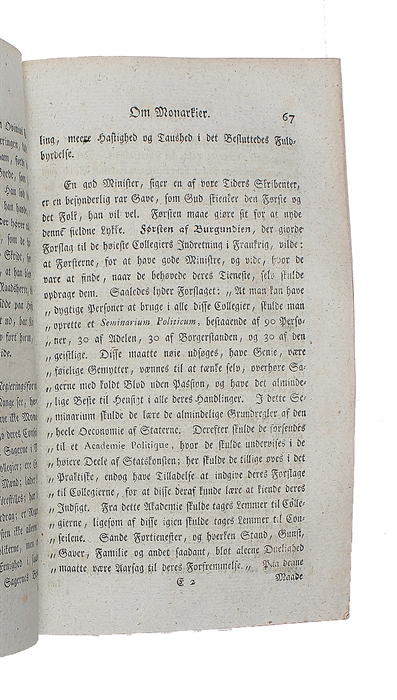 Om Monarkier.
67
ling, meere Hastighed og Taushed i det Besluttedes Fuld-
byrdelse.
En god Minister, siger en af vore Tiders Skribenter,
er en besynderlig rar Gave, som Gud skienker den Første og
det Folk, han vil vel. Førsten maae giøre sit for at nyde
denne sieldne Lykke. Hörsten af Burgundien, der giorde
Forslag til de høieste Collegiers Indretning i Frankrig, vilde:
at Førsterne, for at have gode Ministre, og vide, hvor de
vare at finde, naar de behøvede deres Tieneste, selv skulde
opdrage dem. Saaledes lyder Forslaget: „At man kan have
„ dygtige Personer at bruge i alle disse Collegier, skulde man
„ oprette et Seminarium Politicum, bestaaende af 90 Perso-
„ ner, 30 af Adelen, 30 af Borgerstanden, og 30 af den
„ geistlige. Disse maatte nøie udsøges, have Genie, være
„ føielige Gemytter, vænnes til at tænke selv, overhøre Sa-
„ gerne med koldt Blod uden Passion, og have det alminde-
„ lige Beste til Hensigt i alle deres Handlinger. I dette Se-
„ minarium skulde de lære de almindelige Grundregler af den
„ heele Oeconomie af Staterne. Derefter skulde de forsendes
„ til et Academie Politique, hvor de skulde undervises i de
„ høiere Deele af Statskonsten; her skulde de tillige øves i det
„ Praktiske, endog have Tilladelse at indgive deres Forslage
„ til Collegierne, for at disse deraf kunde lære at kiende deres
„ Indsigt. Fra dette Akademie skulde tages Lemmer til Colle-
„ gierne, ligesom af disse igien skulde tages Lemmer til Con-
„ seilene. Sande Fortienester, og hverken Stand, Gunst,
„ Gaver, Familie og andet saadant, blot aleene Duelighed
„ maatte være Aarsag til deres Forfremmelse.„ Paa denne
E 2
Maade